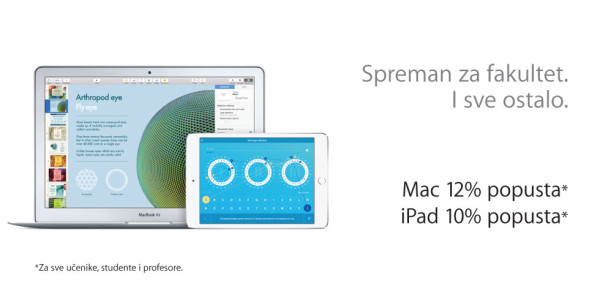 Spreman za fakultet.
I sve ostalo.
Arthropod eye
Fly eye
MacBook Air
Mac 12% popusta*
iPad 10% popusta*
*Za sve učenike, studente i profesore.